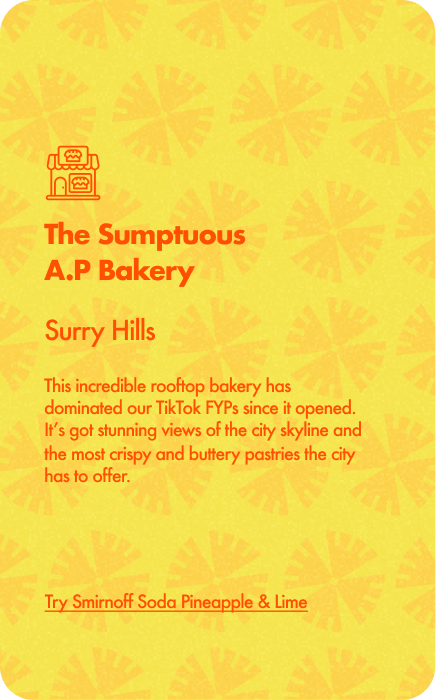 The Sumptuous
A.P Bakery
Surry Hills
This incredible rooftop bakery has
dominated our TikTok FYPs since it opened.
It’s got stunning views of the city skyline and
the most crispy and buttery pastries the city
has to offer.
Try Smirnoff Soda Pineapple & Lime